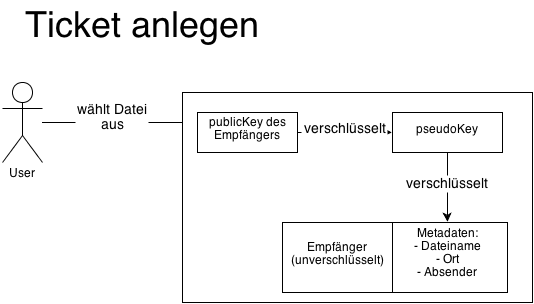 Ticket anlegen
wählt Datei
aus
User
publicKey des
Empfängers
verschlüsselt
pseudoKey
verschlüsselt
Empfänger
(unverschlüsselt)
Metadaten:
- Dateiname
- Ort
- Absender